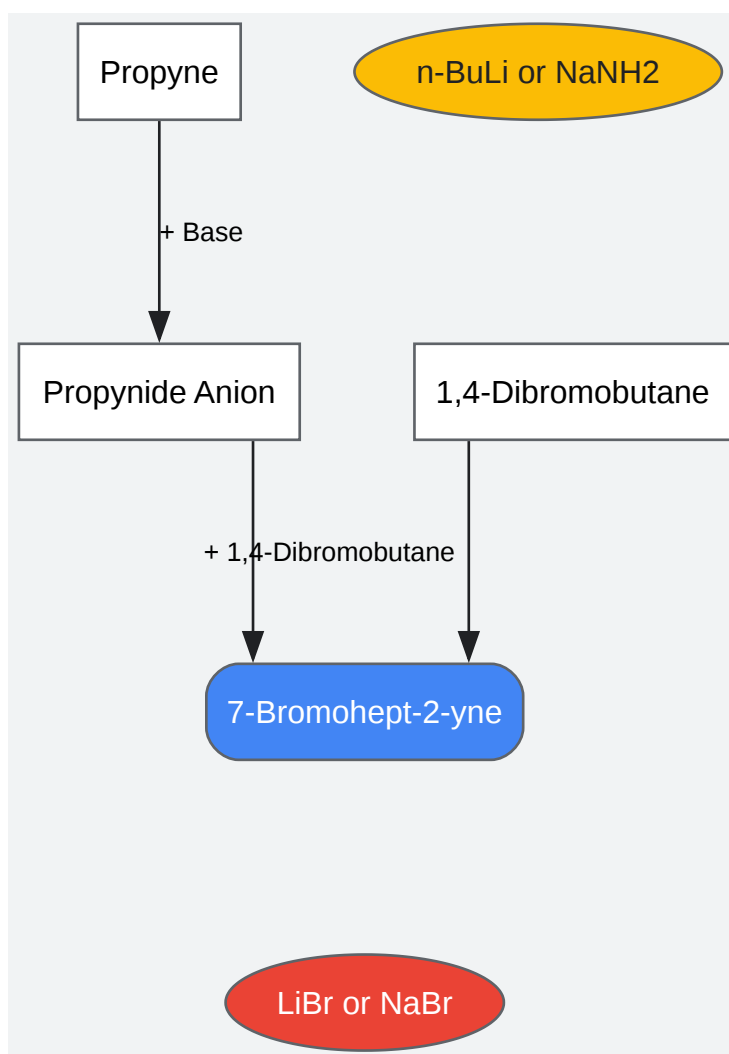 Propyne
n-BuLi or NaNH2
+ Base
Propynide Anion
1,4-Dibromobutane
+ 1,4-Dibromobutane
7-Bromohept-2-yne
LiBr or NaBr